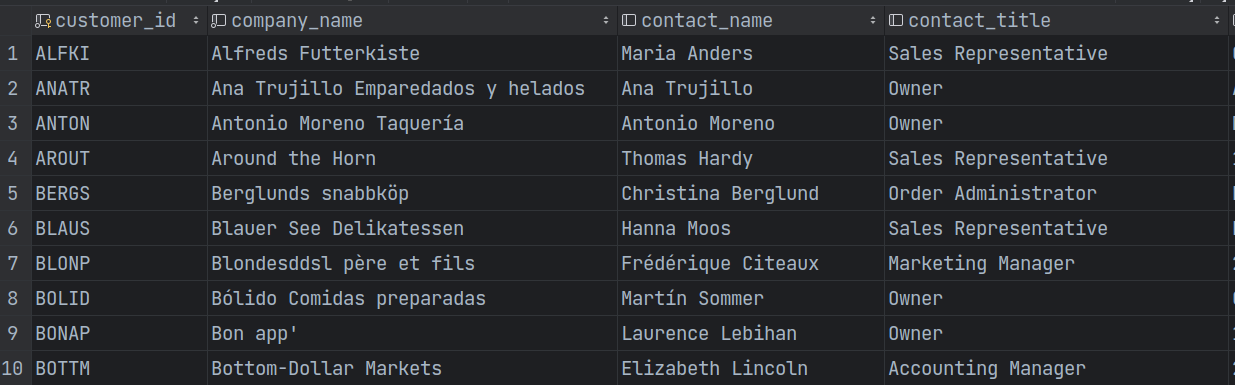 customer_id company_name contact_name contact_title
1 ALFKI Alfreds Futterkiste Maria Anders Sales Representative
2 ANATR Ana Trujillo Emparedados y helados Ana Trujillo Owner
3 ANTON Antonio Moreno Taquería Antonio Moreno Owner
4 AROUT Around the Horn Thomas Hardy Sales Representative
5 BERGS Berglunds snabbköp Christina Berglund Order Administrator
6 BLAUS Blauer See Delikatessen Hanna Moos Sales Representative
7 BLONP Blondesddsl père et fils Frédérique Citeaux Marketing Manager
8 BOLID Bólido Comidas preparadas Martín Sommer Owner
9 BONAP Bon app' Laurence Lebihan Owner
10 BOTTM Bottom-Dollar Markets Elizabeth Lincoln Accounting Manager